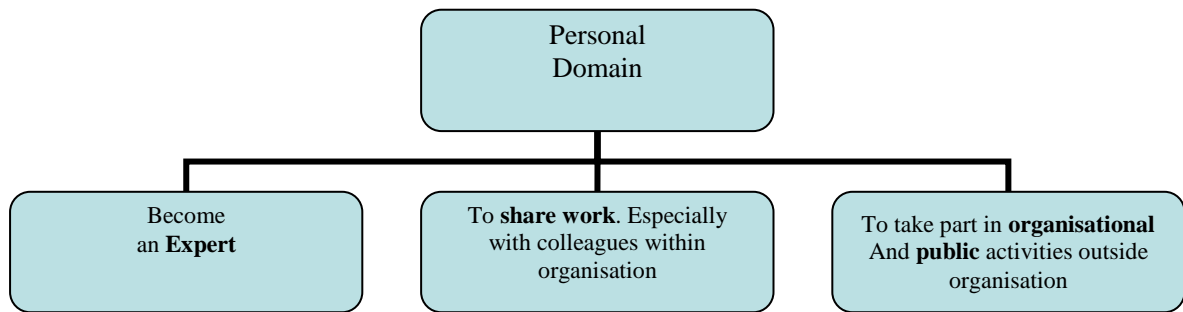 Personal
Domain
Become
an Expert
To share work. Especially
with colleagues within
organisation
To take part in organisational
And public activities outside
organisation